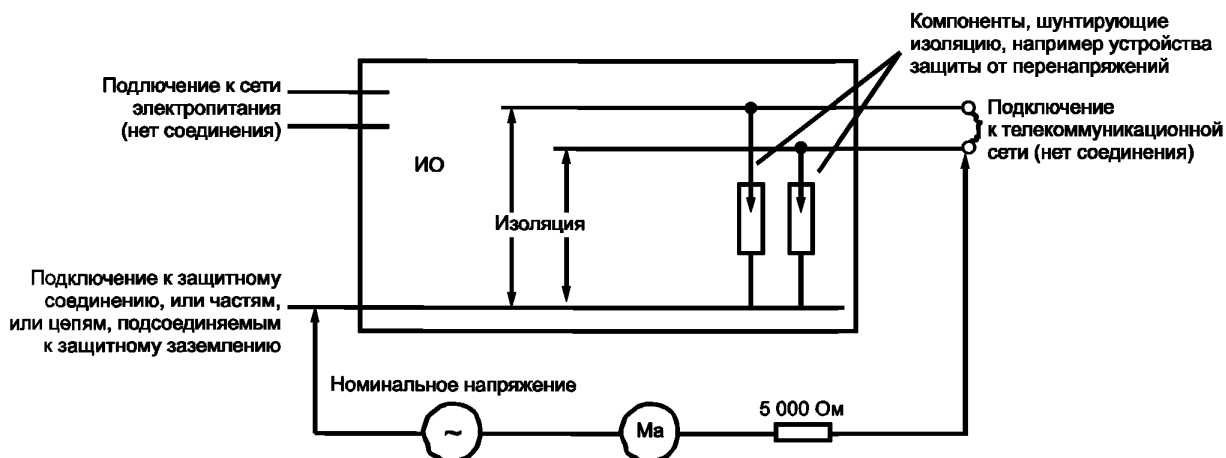 Компоненты, шунтирующие
изоляцию, например устройства
защиты от перенапряжений
Подлючение к сети
электропитания
(нет соединения)
Подключение
к телекоммуникационной
сети (нет соединения)
ИО
Изоляция
Подключение к защитному
соединению, или частям,
или цепям, подсоединяемым
к защитному заземлению
Номинальное напряжение
~
Ма
5 000 Ом